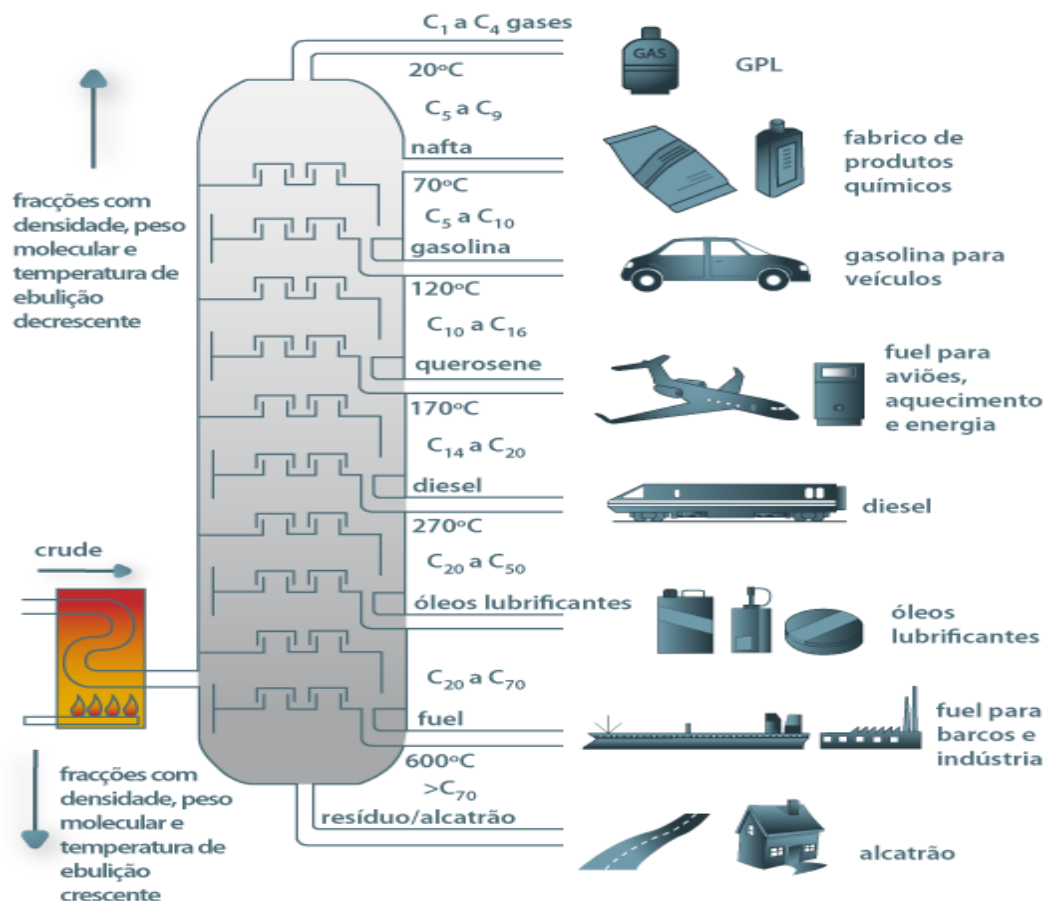 C₁ a C₄ gases
GAS
GPL
20ºC
C₅ a C₉
nafta
fabrico de
produtos
químicos
70ºC
C₅ a C₁₀
gasolina
gasolina para
veículos
fracções com
densidade, peso
molecular e
temperatura de
ebulição
decrescente
120ºC
C₁₀ a C₁₆
querosene
fuel para
aviões,
aquecimento
e energia
170ºC
C₁₄ a C₂₀
diesel
diesel
270ºC
C₂₀ a C₅₀
óleos lubrificantes
óleos
lubrificantes
crude
C₂₀ a C₇₀
fuel
fuel para
barcos e
indústria
600ºC
>C₇₀
resíduo/alcatrão
alcatrão
fracções com
densidade, peso
molecular e
temperatura de
ebulição
crescente